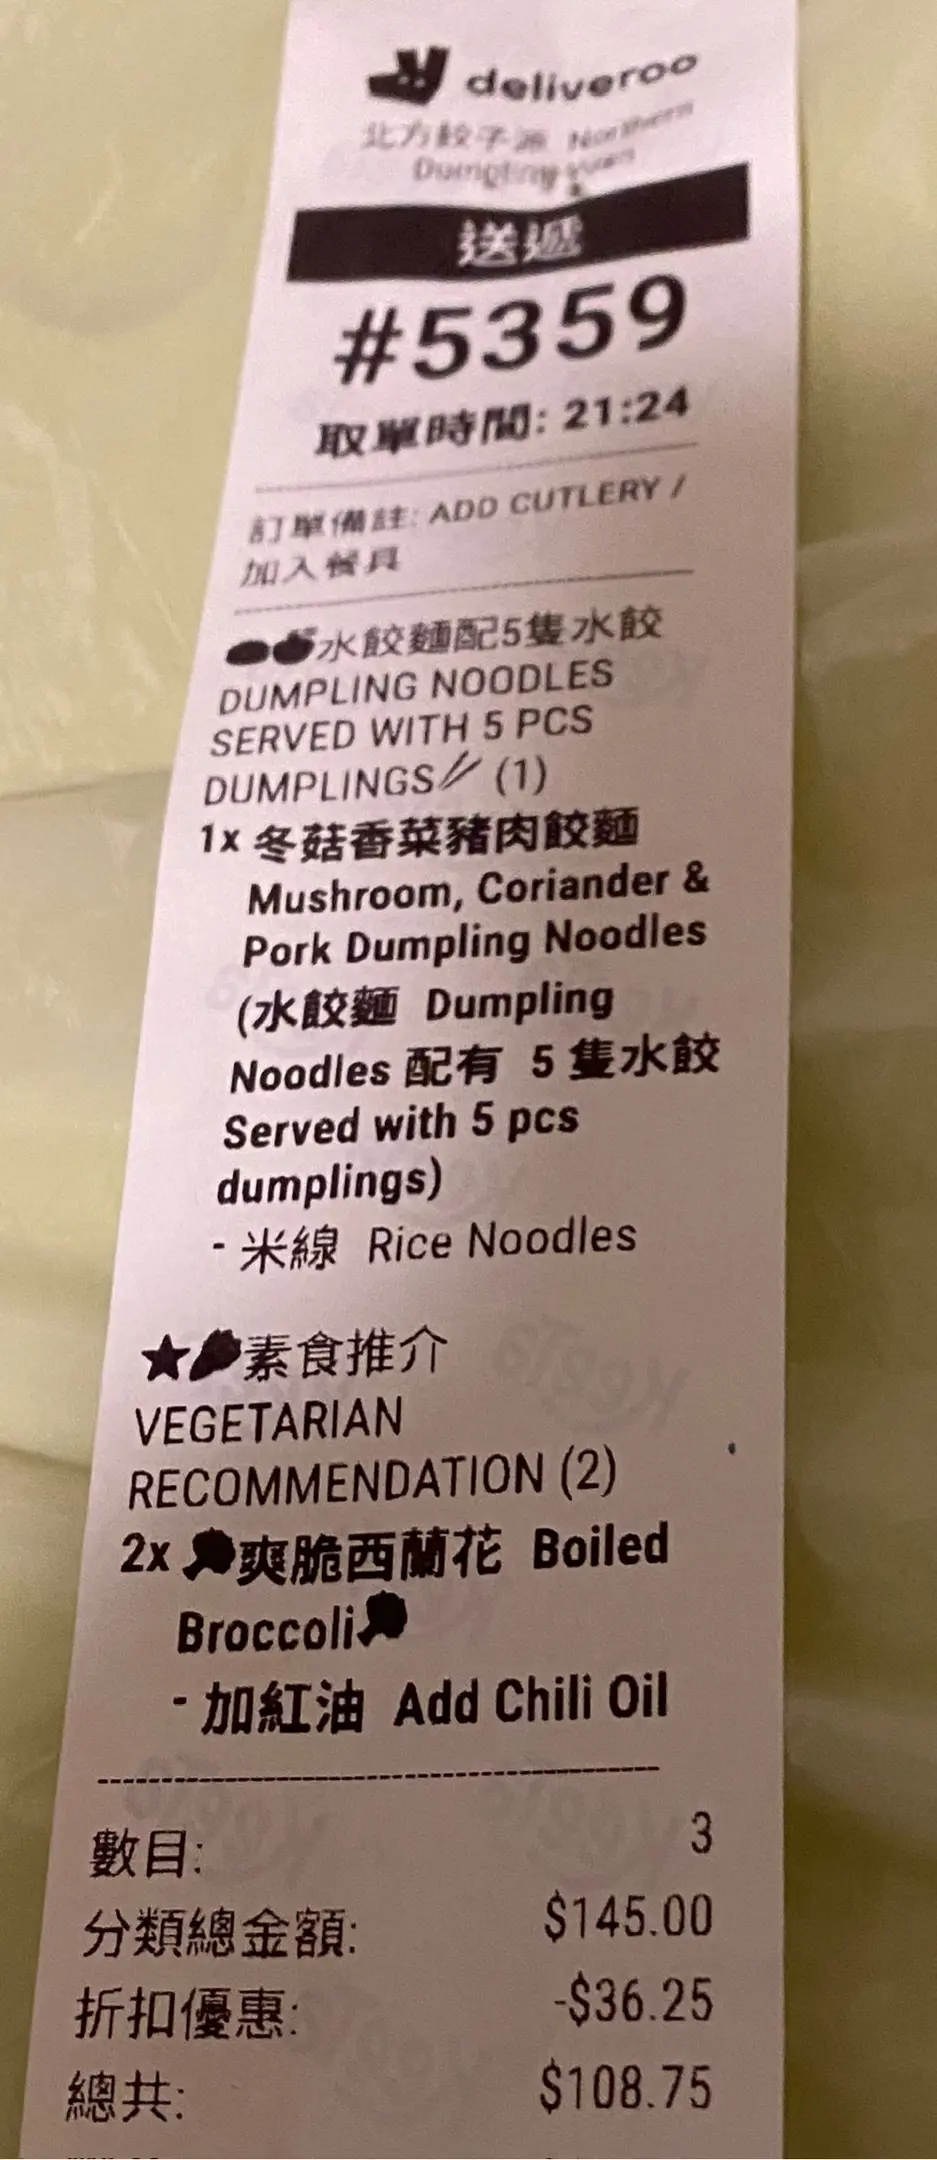 deliveroo
北方餃子源 Northern
Dumpling Yuan
送遞
#5359
取單時間: 21:24
訂單備註: ADD CUTLERY /
加入餐具
水餃麵配5隻水餃
DUMPLING NOODLES
SERVED WITH 5 PCS
DUMPLINGS (1)
1x 冬菇香菜豬肉餃麵
Mushroom, Coriander &
Pork Dumpling Noodles
(水餃麵 Dumpling
Noodles 配有 5 隻水餃
Served with 5 pcs
dumplings)
- 米線 Rice Noodles
★素食推介
VEGETARIAN
RECOMMENDATION (2)
2x 爽脆西蘭花 Boiled
Broccoli
- 加紅油 Add Chili Oil
數目: 3
分類總金額: $145.00
折扣優惠: -$36.25
總共: $108.75